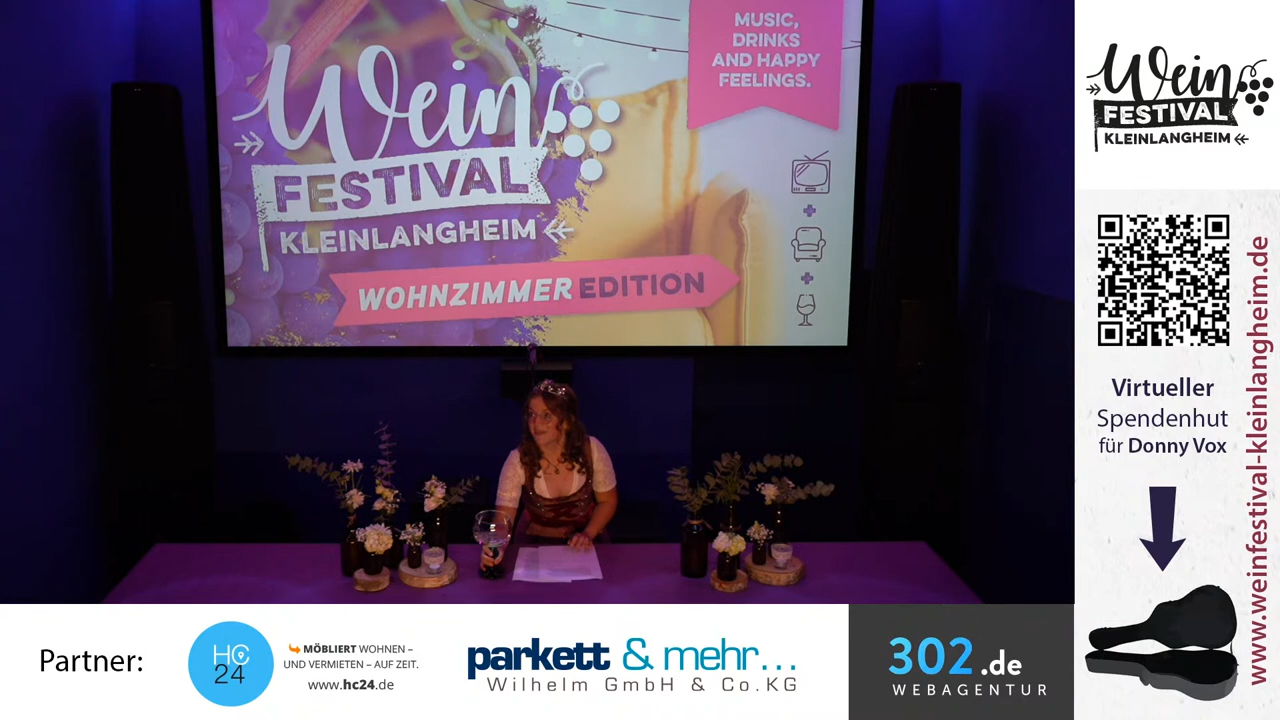 MUSIC,
DRINKS
AND HAPPY
FEELINGS.
Wein
FESTIVAL
KLEINLANGHEIM
WOHNZIMMER EDITION
Wein
FESTIVAL
KLEINLANGHEIM
Virtueller
Spendenhut
für Donny Vox
www.weinfestival-kleinlangheim.de
Partner:
HC
24
MÖBLIERT WOHNEN –
UND VERMIETEN – AUF ZEIT.
www.hc24.de
parkett & mehr...
Wilhelm GmbH & Co.KG
302.de
WEBAGENTUR